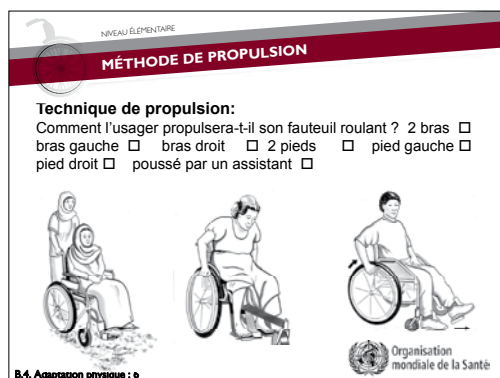 NIVEAU ÉLÉMENTAIRE
MÉTHODE DE PROPULSION
Technique de propulsion:
Comment l'usager propulsera-t-il son fauteuil roulant ? 2 bras ☐
bras gauche ☐ bras droit ☐ 2 pieds ☐ pied gauche ☐
pied droit ☐ poussé par un assistant ☐
Organisation
mondiale de la Santé
B.4. Adaptation physique : 6